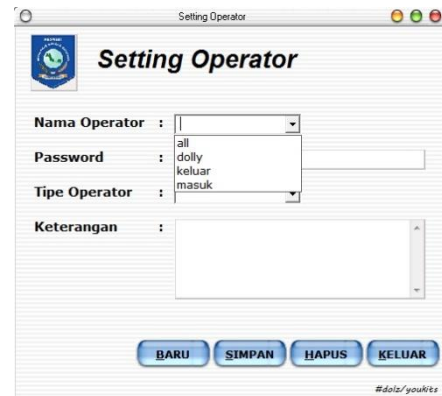 Setting Operator
Setting Operator
Nama Operator :
all
dolly
keluar
masuk
Password :
Tipe Operator :
Keterangan :
BARU SIMPAN HAPUS KELUAR
#dolz/youkits